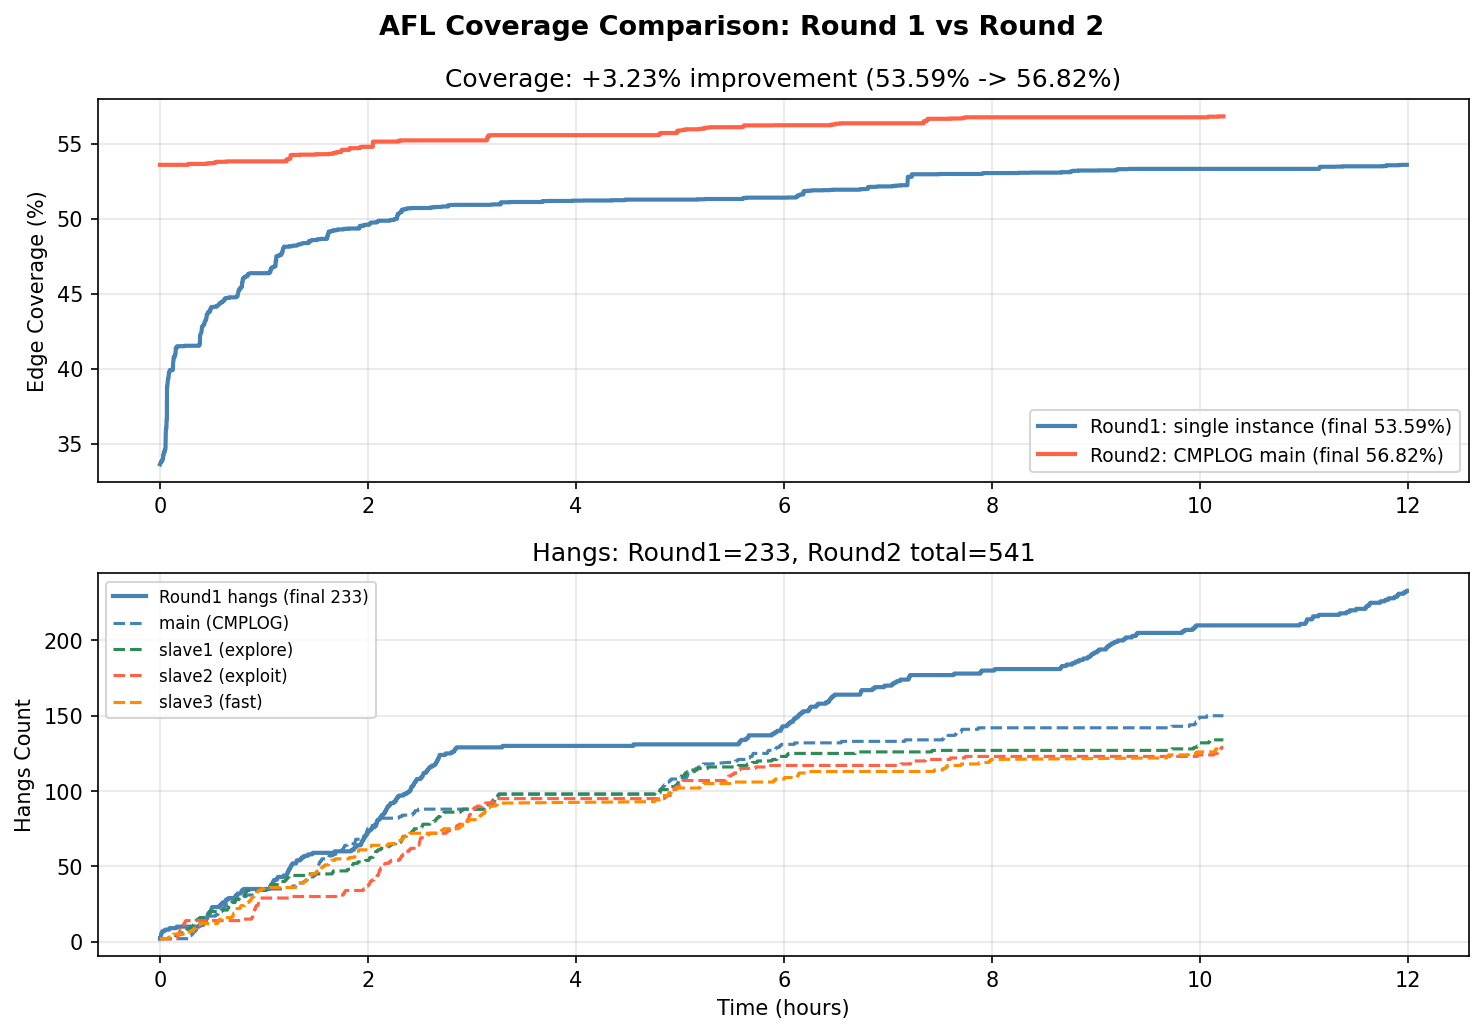 AFL Coverage Comparison: Round 1 vs Round 2
Coverage: +3.23% improvement (53.59% -> 56.82%)
Edge Coverage (%)
55
50
45
40
35
Round1: single instance (final 53.59%)
Round2: CMPLOG main (final 56.82%)
0 2 4 6 8 10 12
Hangs: Round1=233, Round2 total=541
Hangs Count
200
150
100
50
0
Round1 hangs (final 233)
main (CMPLOG)
slave1 (explore)
slave2 (exploit)
slave3 (fast)
0 2 4 6 8 10 12
Time (hours)